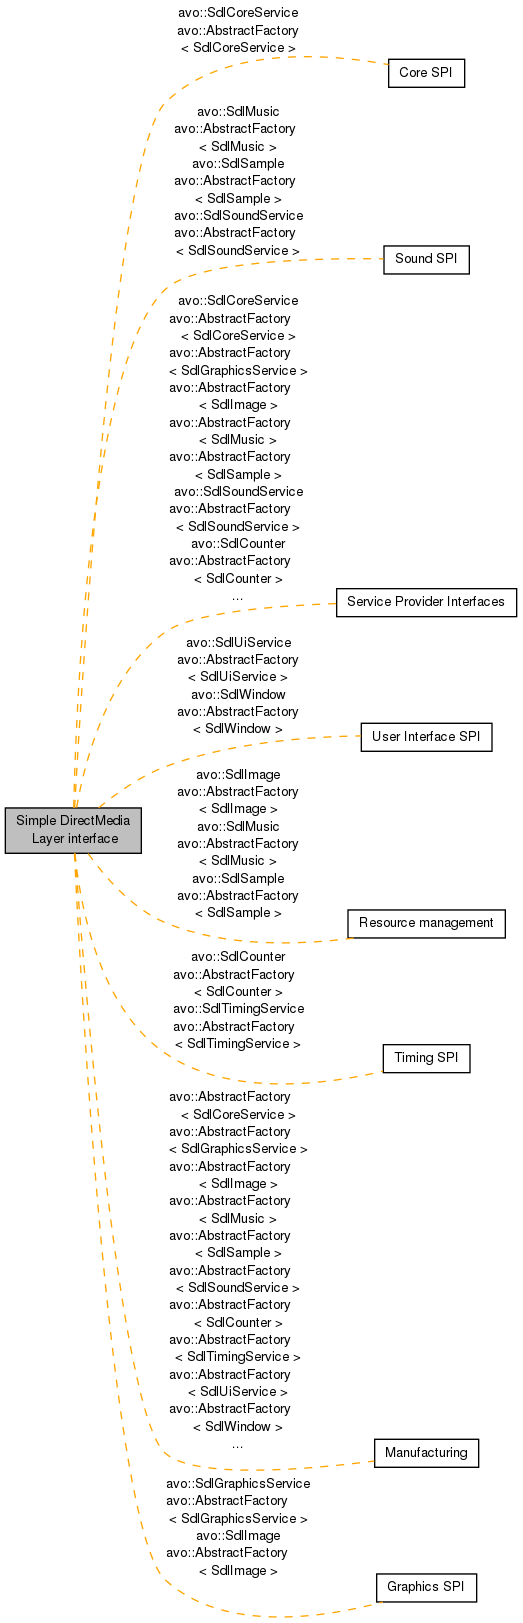 avo::SdlCoreService
avo::AbstractFactory
< SdlCoreService >
Core SPI
avo::SdlMusic
avo::AbstractFactory
< SdlMusic >
avo::SdlSample
avo::AbstractFactory
< SdlSample >
avo::SdlSoundService
avo::AbstractFactory
< SdlSoundService >
Sound SPI
avo::SdlCoreService
avo::AbstractFactory
< SdlCoreService >
avo::AbstractFactory
< SdlGraphicsService >
avo::AbstractFactory
< SdlImage >
avo::AbstractFactory
< SdlMusic >
avo::AbstractFactory
< SdlSample >
avo::SdlSoundService
avo::AbstractFactory
< SdlSoundService >
avo::SdlCounter
avo::AbstractFactory
< SdlCounter >
...
Service Provider Interfaces
avo::SdlUiService
avo::AbstractFactory
< SdlUiService >
avo::SdlWindow
avo::AbstractFactory
< SdlWindow >
User Interface SPI
Simple DirectMedia
Layer interface
avo::SdlImage
avo::AbstractFactory
< SdlImage >
avo::SdlMusic
avo::AbstractFactory
< SdlMusic >
avo::SdlSample
avo::AbstractFactory
< SdlSample >
Resource management
avo::SdlCounter
avo::AbstractFactory
< SdlCounter >
avo::SdlTimingService
avo::AbstractFactory
< SdlTimingService >
Timing SPI
avo::AbstractFactory
< SdlCoreService >
avo::AbstractFactory
< SdlGraphicsService >
avo::AbstractFactory
< SdlImage >
avo::AbstractFactory
< SdlMusic >
avo::AbstractFactory
< SdlSample >
avo::AbstractFactory
< SdlSoundService >
avo::AbstractFactory
< SdlCounter >
avo::AbstractFactory
< SdlTimingService >
avo::AbstractFactory
< SdlUiService >
avo::AbstractFactory
< SdlWindow >
...
Manufacturing
avo::SdlGraphicsService
avo::AbstractFactory
< SdlGraphicsService >
avo::SdlImage
avo::AbstractFactory
< SdlImage >
Graphics SPI